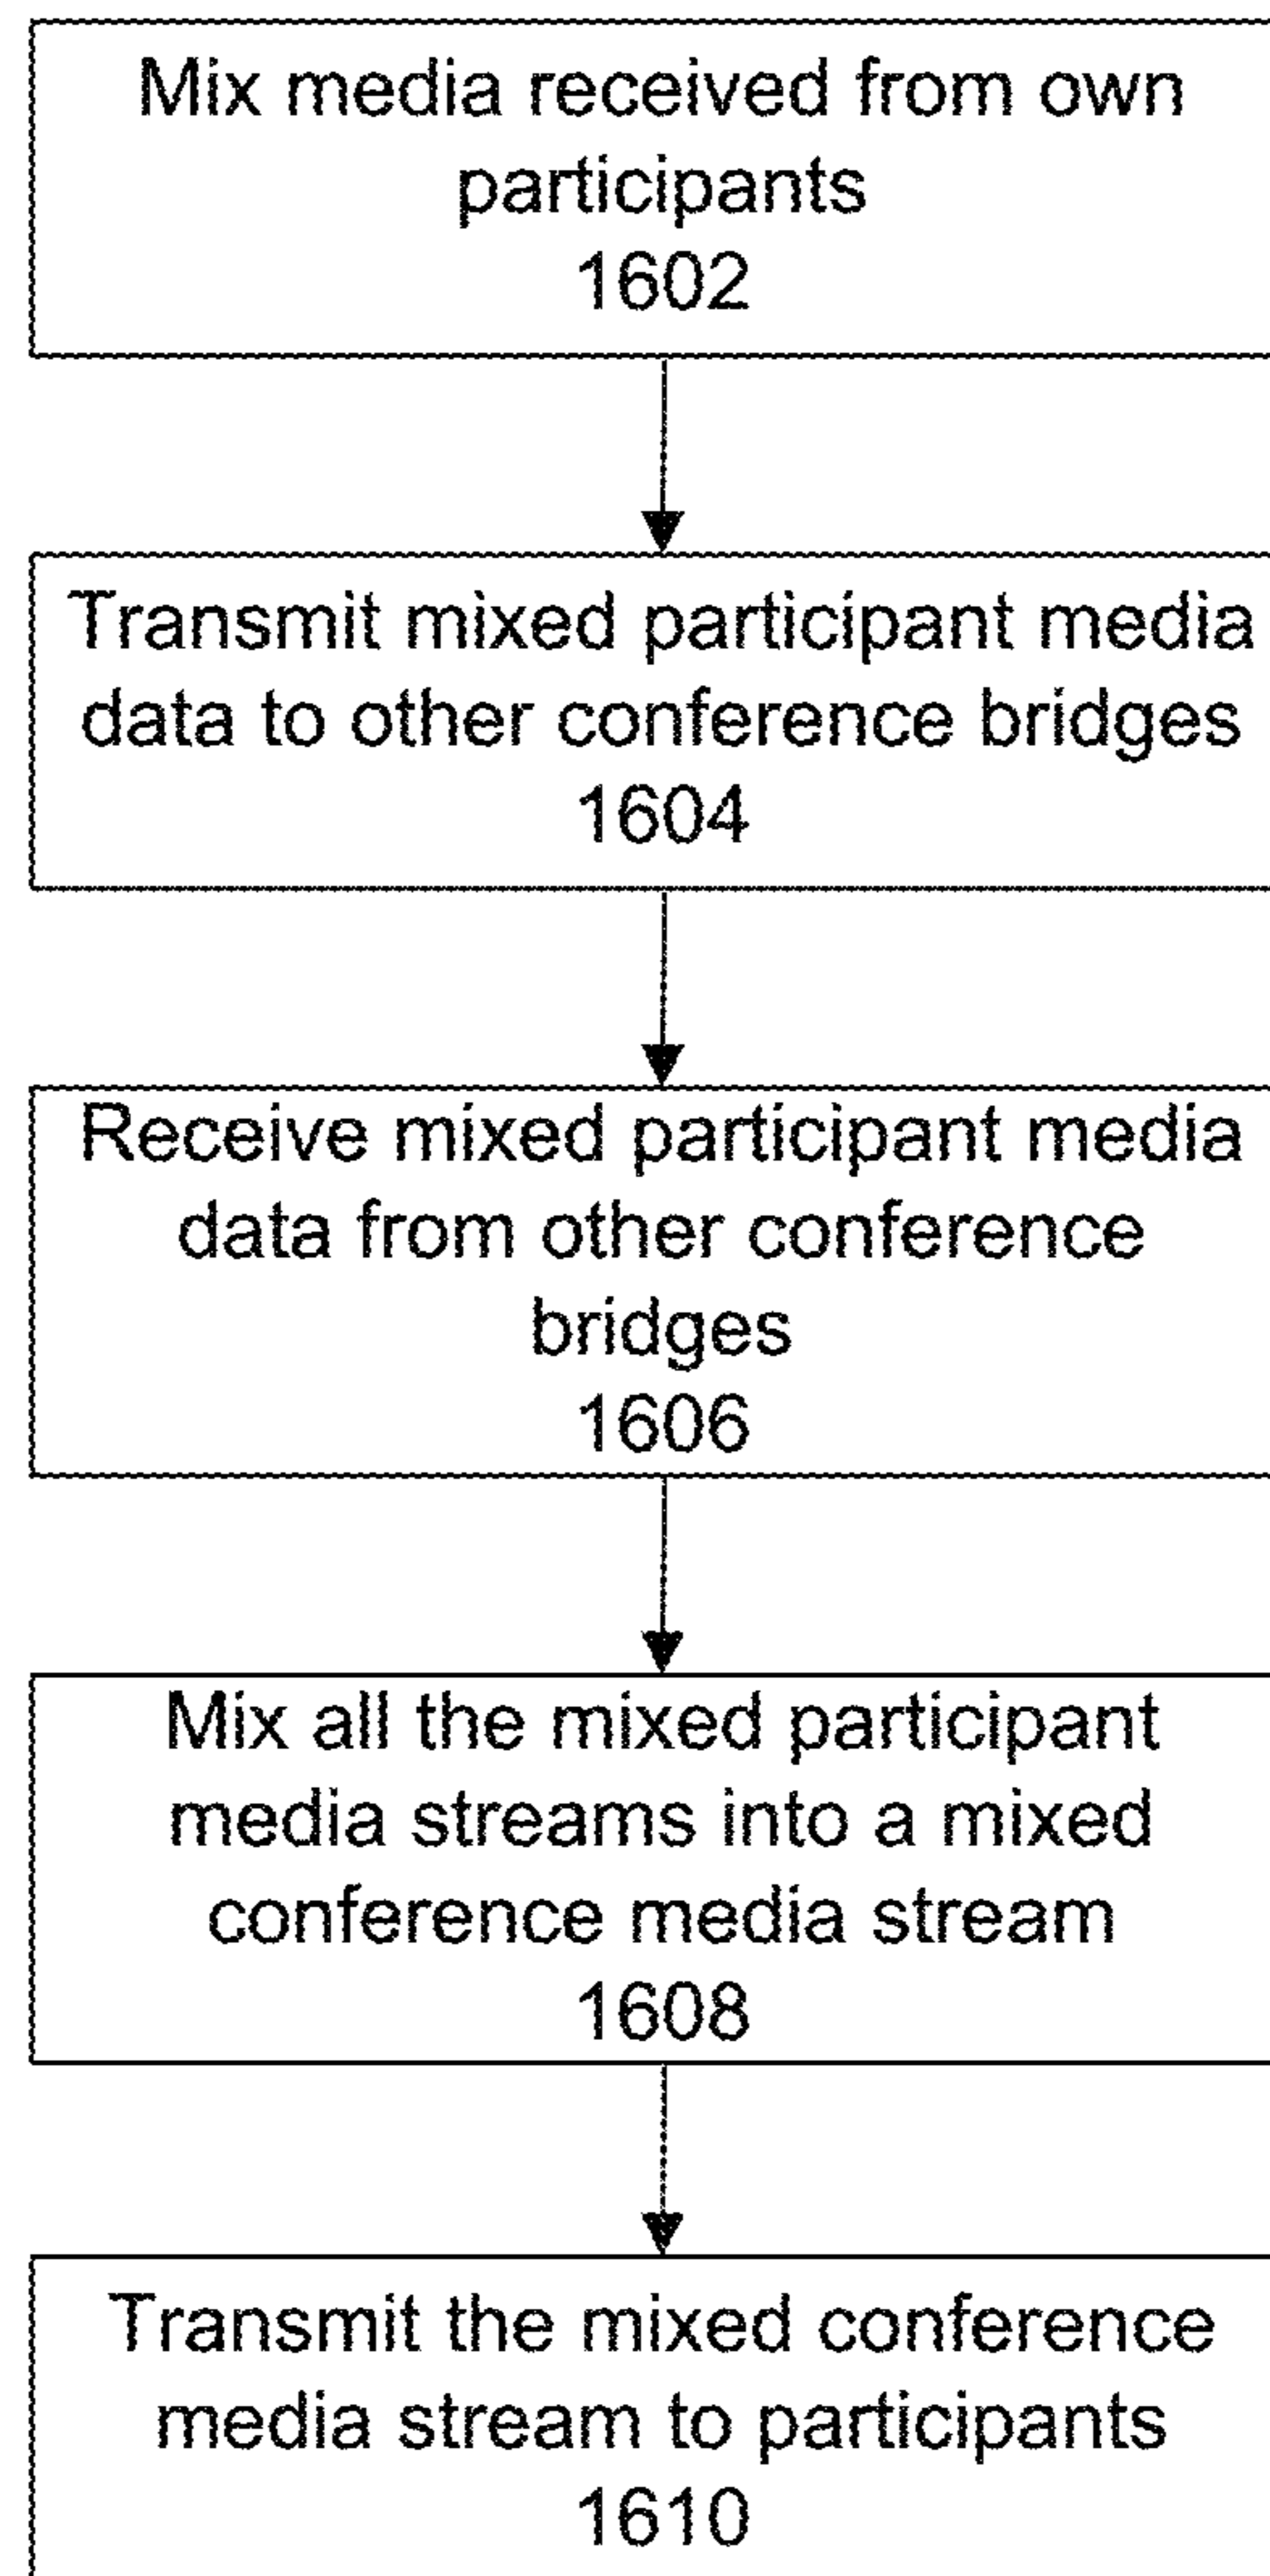 Mix media received from own
participants
1602
Transmit mixed participant media
data to other conference bridges
1604
Receive mixed participant media
data from other conference
bridges
1606
Mix all the mixed participant
media streams into a mixed
conference media stream
1608
Transmit the mixed conference
media stream to participants
1610